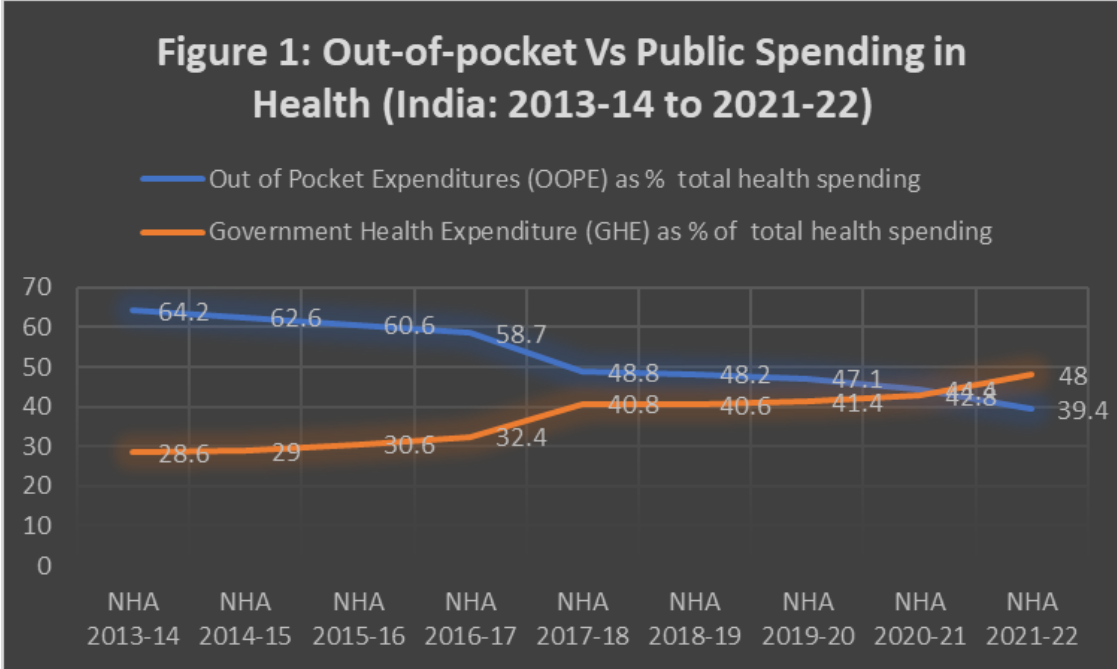 Figure 1: Out-of-pocket Vs Public Spending in
Health (India: 2013-14 to 2021-22)
Out of Pocket Expenditures (OOPE) as %  total health spending
Government Health Expenditure (GHE) as % of  total health spending
70
60
50
40
30
20
10
0
64.2
62.6
60.6
58.7
48.8
48.2
47.1
44.4
39.4
28.6
29
30.6
32.4
40.8
40.6
41.4
42.8
48
NHA
2013-14
NHA
2014-15
NHA
2015-16
NHA
2016-17
NHA
2017-18
NHA
2018-19
NHA
2019-20
NHA
2020-21
NHA
2021-22